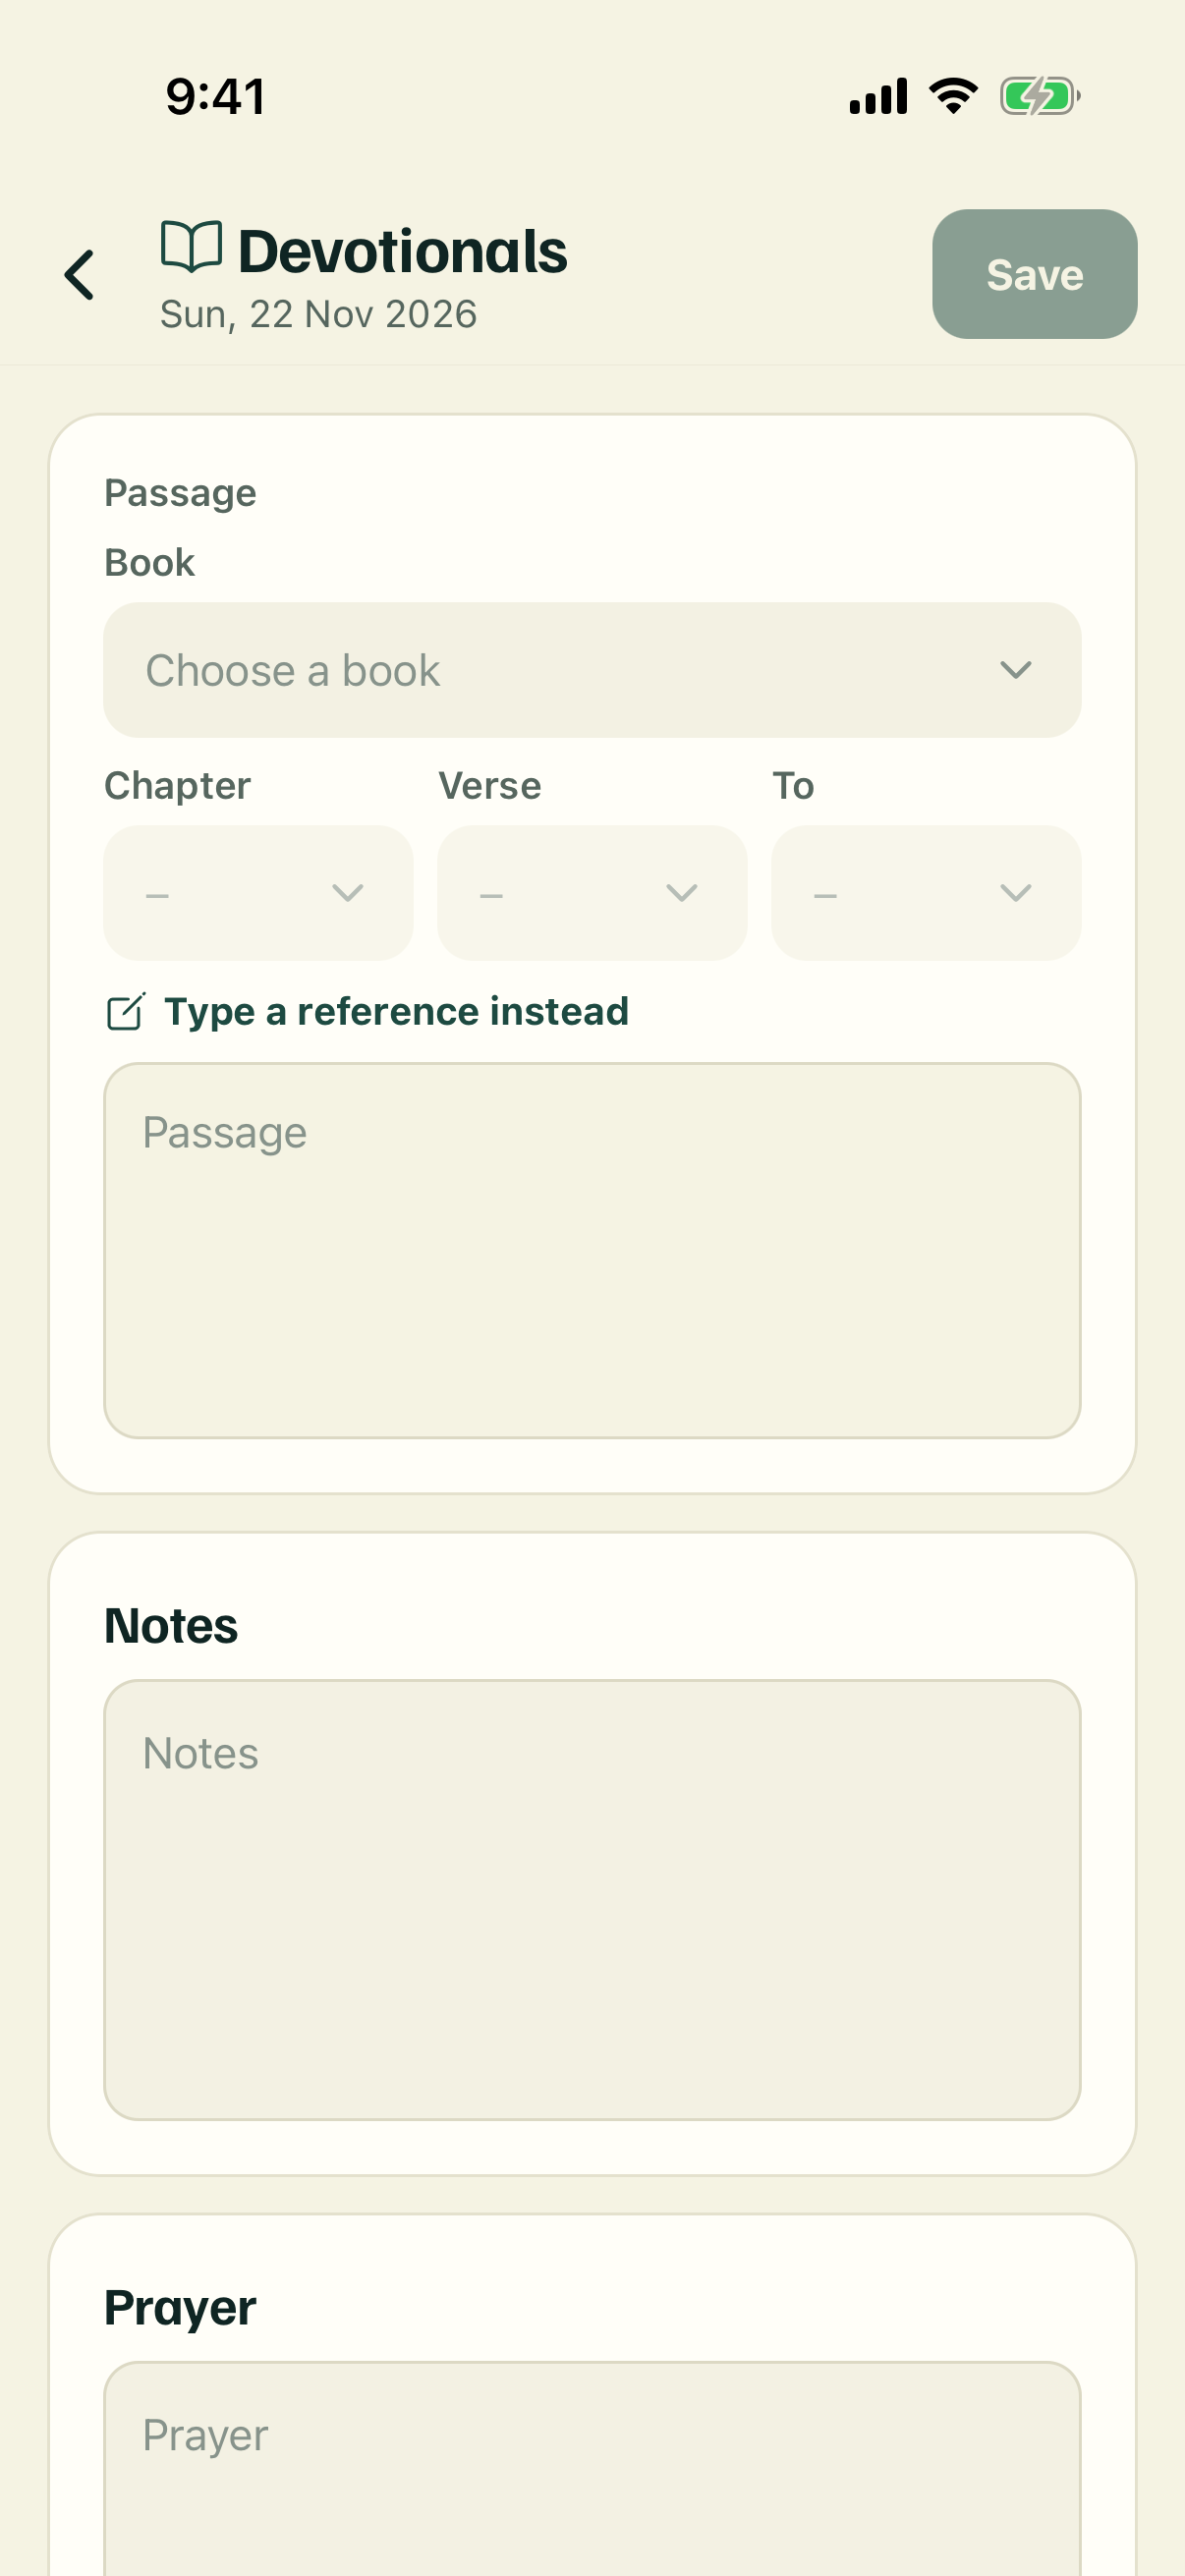 9:41
Devotionals
Sun, 22 Nov 2026
Save
Passage
Book
Choose a book
Chapter Verse To
– – –
Type a reference instead
Passage
Notes
Notes
Prayer
Prayer